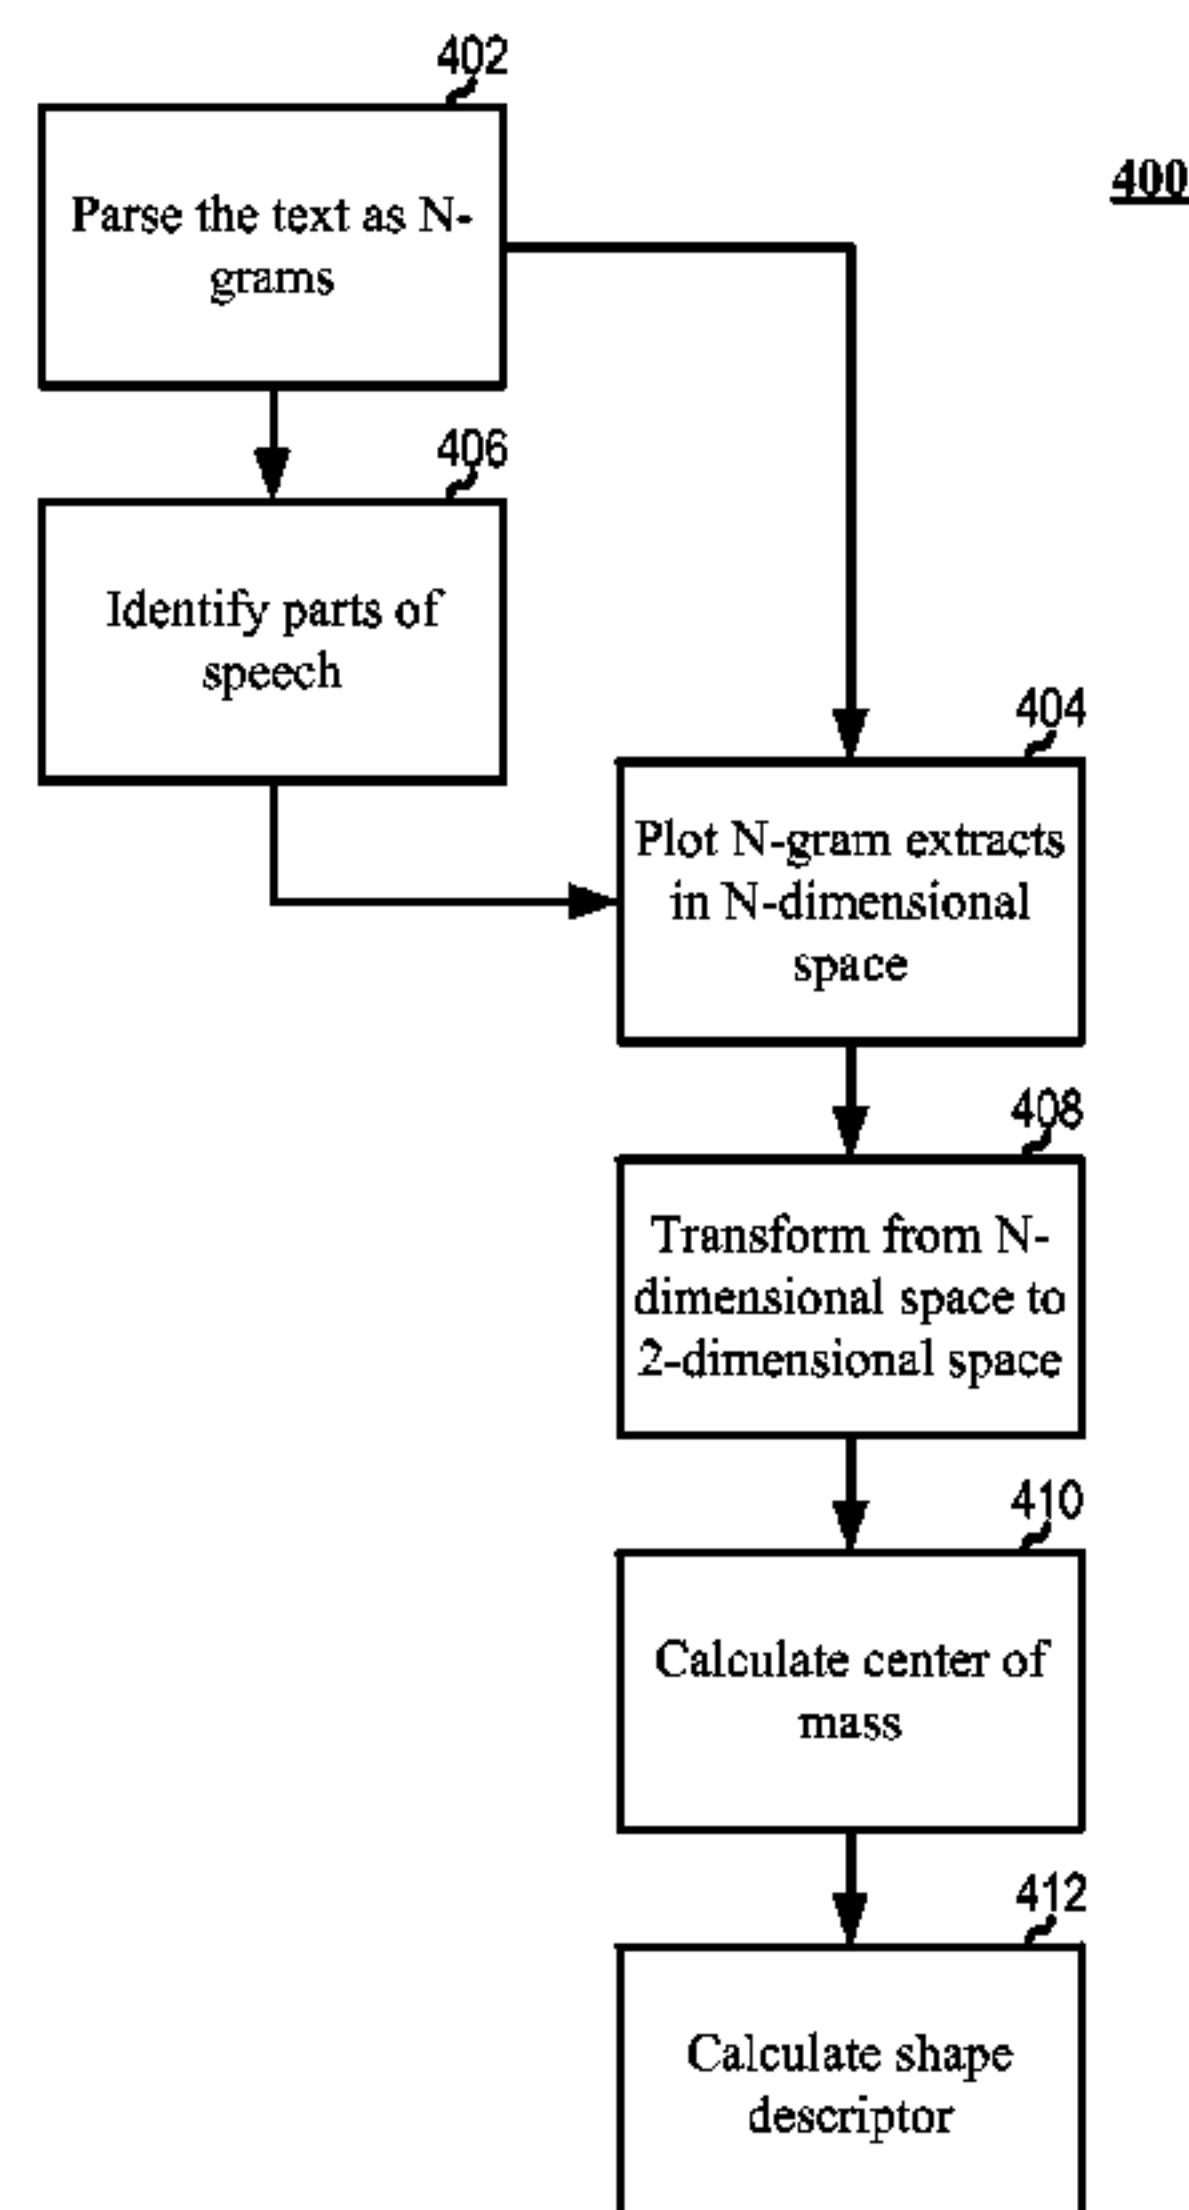 402
400
Parse the text as N-
grams
406
Identify parts of
speech
404
Plot N-gram extracts
in N-dimensional
space
408
Transform from N-
dimensional space to
2-dimensional space
410
Calculate center of
mass
412
Calculate shape
descriptor